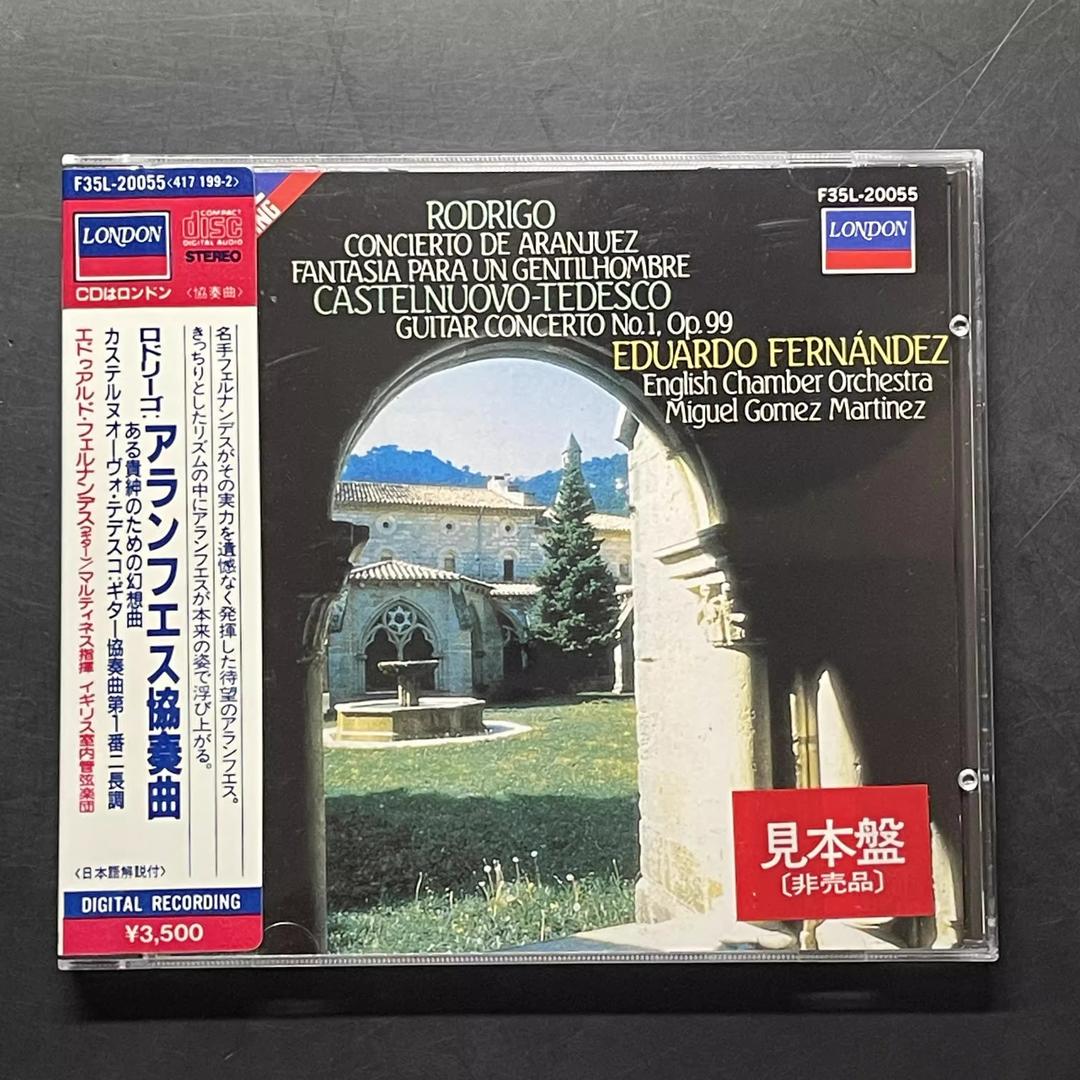 F35L-20055<417 199-2>
LONDON
COMPACT
disc
DIGITAL AUDIO
STEREO
CDはロンドン
〈協奏曲〉
名手フェルナンデスがその実力を遺憾なく発揮した待望のアランフェス。
きっちりとしたリズムの中にアランフエスが本来の姿で浮び上がる。
ロドリーゴ:アランフエス協奏曲
ある貴紳のための幻想曲
カステルヌオーヴォ・テデスコ:ギター協奏曲第1番ニ長調
エドゥアルド・フェルナンデス(ギター)/マルティネス指揮 イギリス室内管弦楽団
〈日本語解説付〉
DIGITAL RECORDING
¥3,500
RODRIGO
CONCIERTO DE ARANJUEZ
FANTASIA PARA UN GENTILHOMBRE
CASTELNUOVO-TEDESCO
GUITAR CONCERTO No.1, Op.99
EDUARDO FERNÁNDEZ
English Chamber Orchestra
Miguel Gomez Martinez
F35L-20055
LONDON
見本盤
〔非売品〕